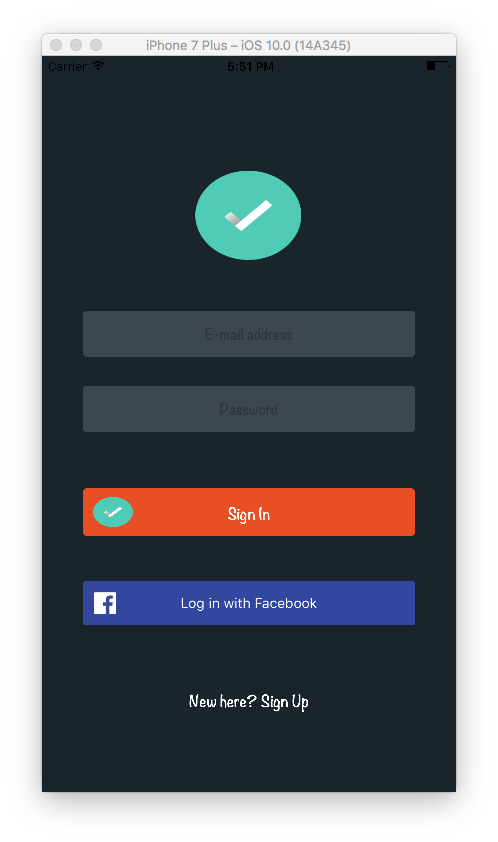 iPhone 7 Plus – iOS 10.0 (14A345)
Carrier 5:51 PM
E-mail address
Password
Sign In
Log in with Facebook
New here? Sign Up